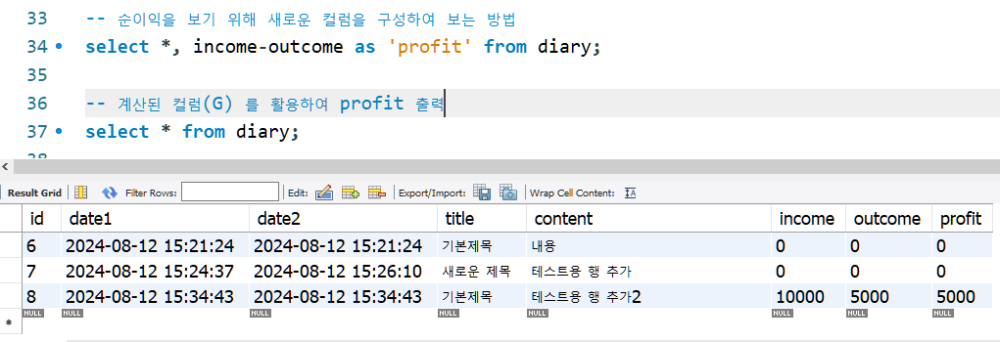 33 -- 순이익을 보기 위해 새로운 컬럼을 구성하여 보는 방법
34 select *, income-outcome as 'profit' from diary;
35
36 -- 계산된 컬럼(G) 를 활용하여 profit 출력
37 select * from diary;
Result Grid Filter Rows: Edit: Export/Import: Wrap Cell Content: IA
id date1 date2 title content income outcome profit
6 2024-08-12 15:21:24 2024-08-12 15:21:24 기본제목 내용 0 0 0
7 2024-08-12 15:24:37 2024-08-12 15:26:10 새로운 제목 테스트용 행 추가 0 0 0
8 2024-08-12 15:34:43 2024-08-12 15:34:43 기본제목 테스트용 행 추가2 10000 5000 5000
* NULL NULL NULL NULL NULL NULL NULL NULL